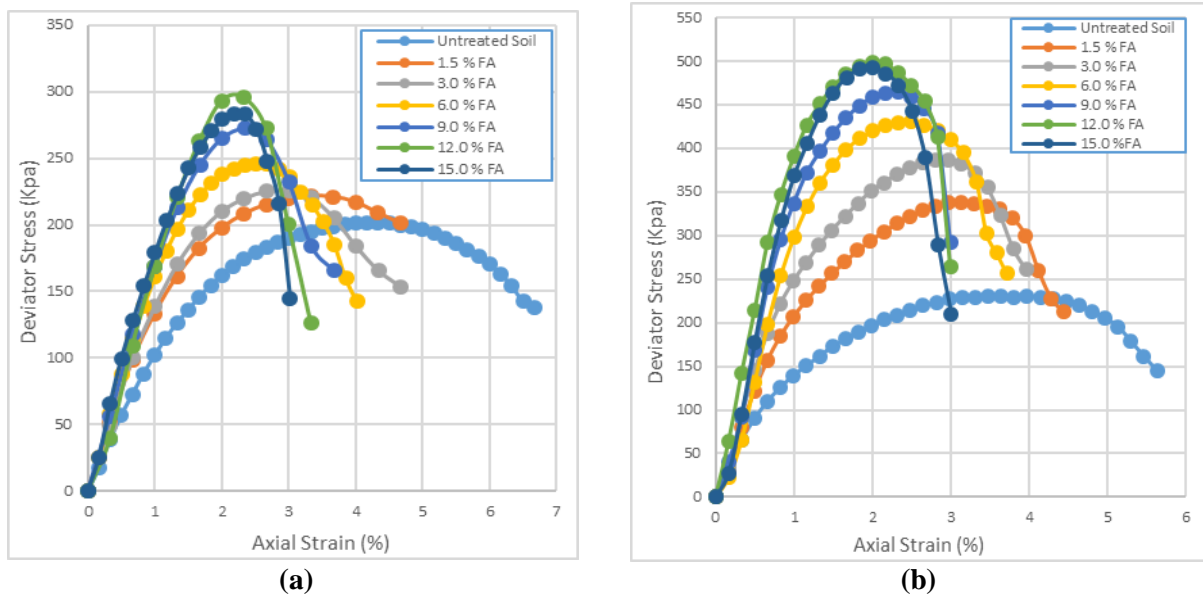 350
300
250
200
150
100
50
0
Deviator Stress (Kpa)
Untreated Soil
1.5 % FA
3.0 % FA
6.0 % FA
9.0 % FA
12.0 % FA
15.0 % FA
0 1 2 3 4 5 6 7
Axial Strain (%)
(a)
550
500
450
400
350
300
250
200
150
100
50
0
Deviator Stress (Kpa)
Untreated Soil
1.5 % FA
3.0 % FA
6.0 % FA
9.0 % FA
12.0 % FA
15.0 %FA
0 1 2 3 4 5 6
Axial Strain (%)
(b)